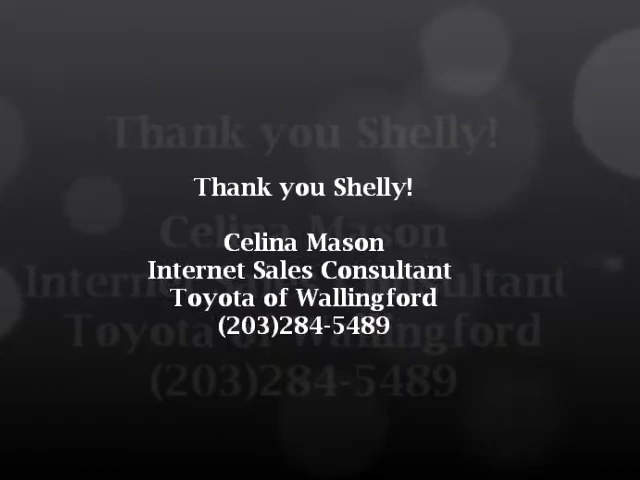 Thank you Shelly!
Celina Mason
Internet Sales Consultant
Toyota of Wallingford
(203)284-5489